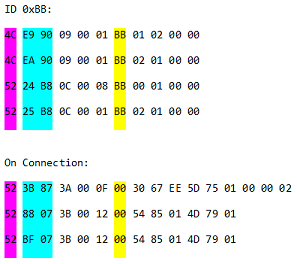 ID 0xBB:
4C E9 90 09 00 01 BB 01 02 00 00
4C EA 90 09 00 01 BB 02 01 00 00
52 24 B8 0C 00 08 BB 00 01 00 00
52 25 B8 0C 00 01 BB 02 01 00 00
On Connection:
52 3B 87 3A 00 0F 00 30 67 EE 5D 75 01 00 00 02
52 88 07 3B 00 12 00 54 85 01 4D 79 01
52 BF 07 3B 00 12 00 54 85 01 4D 79 01